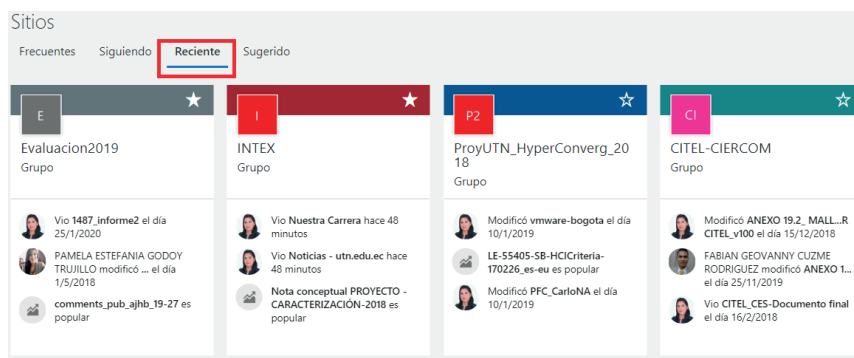 Sitios
Frecuentes Siguiendo Reciente Sugerido
E
Evaluacion2019
Grupo
Vio 1487_informe2 el día
25/1/2020
PAMELA ESTEFANIA GODOY
TRUJILLO modificó ... el día
1/5/2018
comments_pub_ajhb_19-27 es
popular
I
INTEX
Grupo
Vio Nuestra Carrera hace 48
minutos
Vio Noticias - utn.edu.ec hace
48 minutos
Nota conceptual PROYECTO -
CARACTERIZACIÓN-2018 es
popular
P2
ProyUTN_HyperConverg_20
18
Grupo
Modificó vmware-bogota el día
10/1/2019
LE-55405-SB-HCICriteria-
170226_es-eu es popular
Modificó PFC_CarloNA el día
10/1/2019
CI
CITEL-CIERCOM
Grupo
Modificó ANEXO 19.2_ MALL...R
CITEL_v100 el día 15/12/2018
FABIAN GEOVANNY CUZME
RODRIGUEZ modificó ANEXO 1...
el día 25/11/2019
Vio CITEL_CES-Documento final
el día 16/2/2018